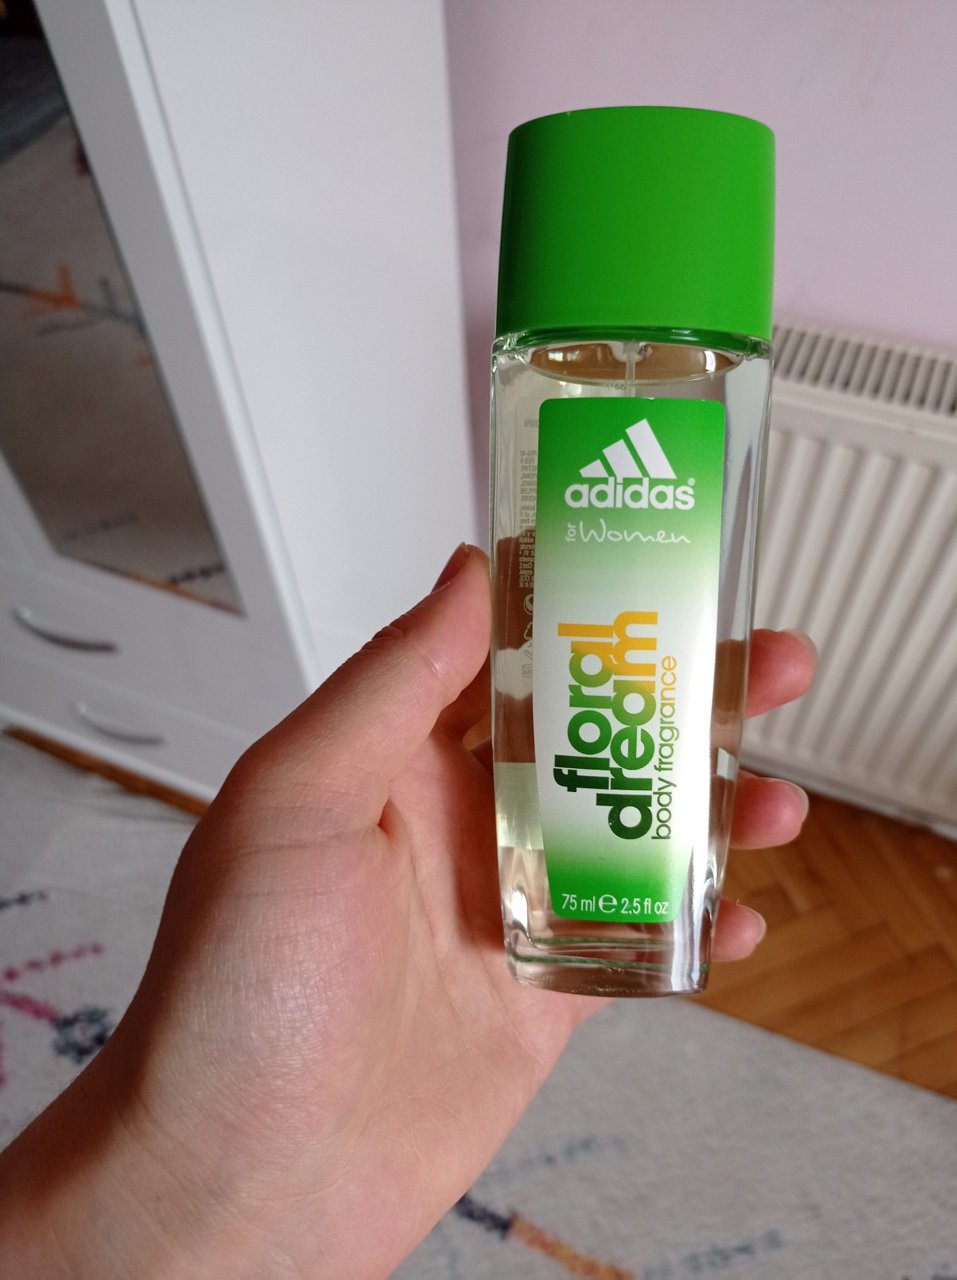 adidas®
for Women
floral
dream
body fragrance
75 ml ℮ 2.5 fl oz